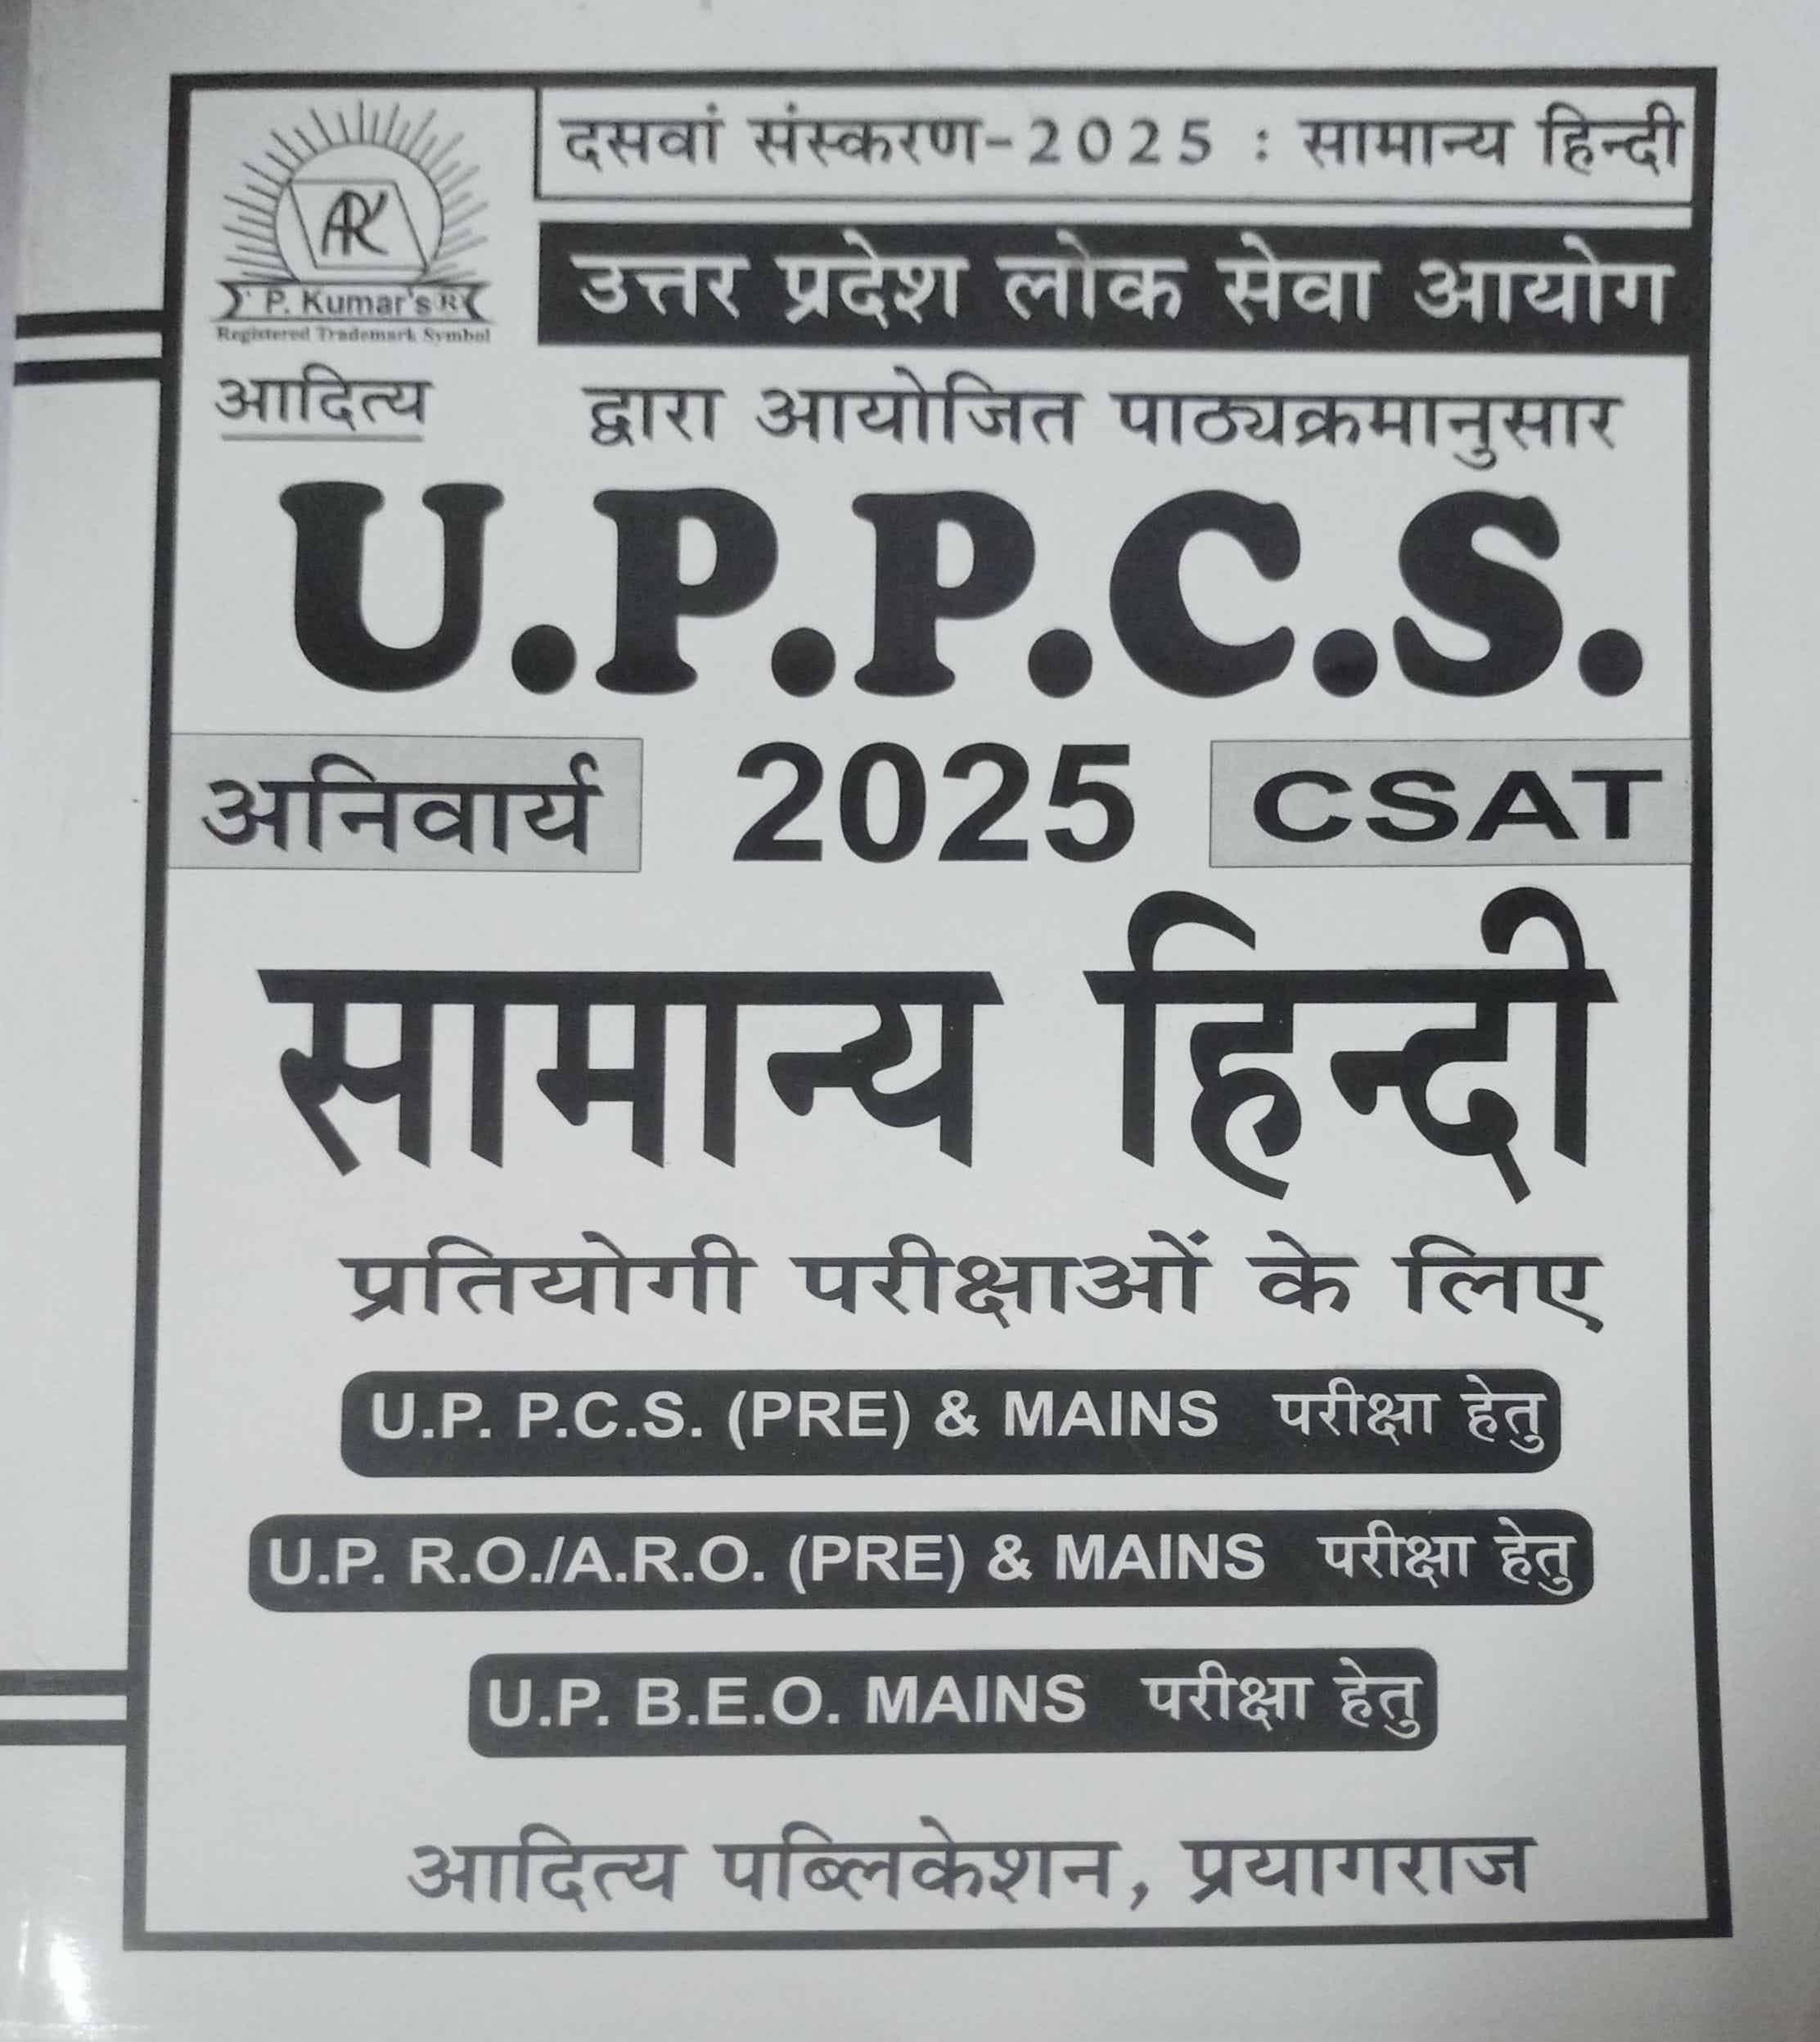 दसवां संस्करण-2025 : सामान्य हिन्दी
उत्तर प्रदेश लोक सेवा आयोग
APK
P. Kumar's R
Registered Trademark Symbol
आदित्य द्वारा आयोजित पाठ्यक्रमानुसार
U.P.P.C.S.
अनिवार्य 2025 CSAT
सामान्य हिन्दी
प्रतियोगी परीक्षाओं के लिए
U.P. P.C.S. (PRE) & MAINS परीक्षा हेतु
U.P. R.O./A.R.O. (PRE) & MAINS परीक्षा हेतु
U.P. B.E.O. MAINS परीक्षा हेतु
आदित्य पब्लिकेशन, प्रयागराज